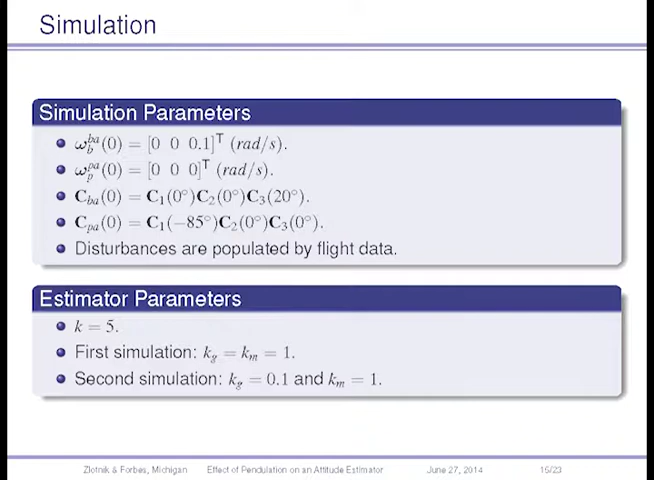 Simulation
Simulation Parameters
ω_b^{ba}(0) = [0 0 0.1]^T (rad/s).
ω_p^{pa}(0) = [0 0 0]^T (rad/s).
C_{ba}(0) = C_1(0°)C_2(0°)C_3(20°).
C_{pa}(0) = C_1(−85°)C_2(0°)C_3(0°).
Disturbances are populated by flight data.
Estimator Parameters
k = 5.
First simulation: k_g = k_m = 1.
Second simulation: k_g = 0.1 and k_m = 1.
Zlotnik & Forbes, Michigan Effect of Pendulation on an Attitude Estimator June 27, 2014 16/23